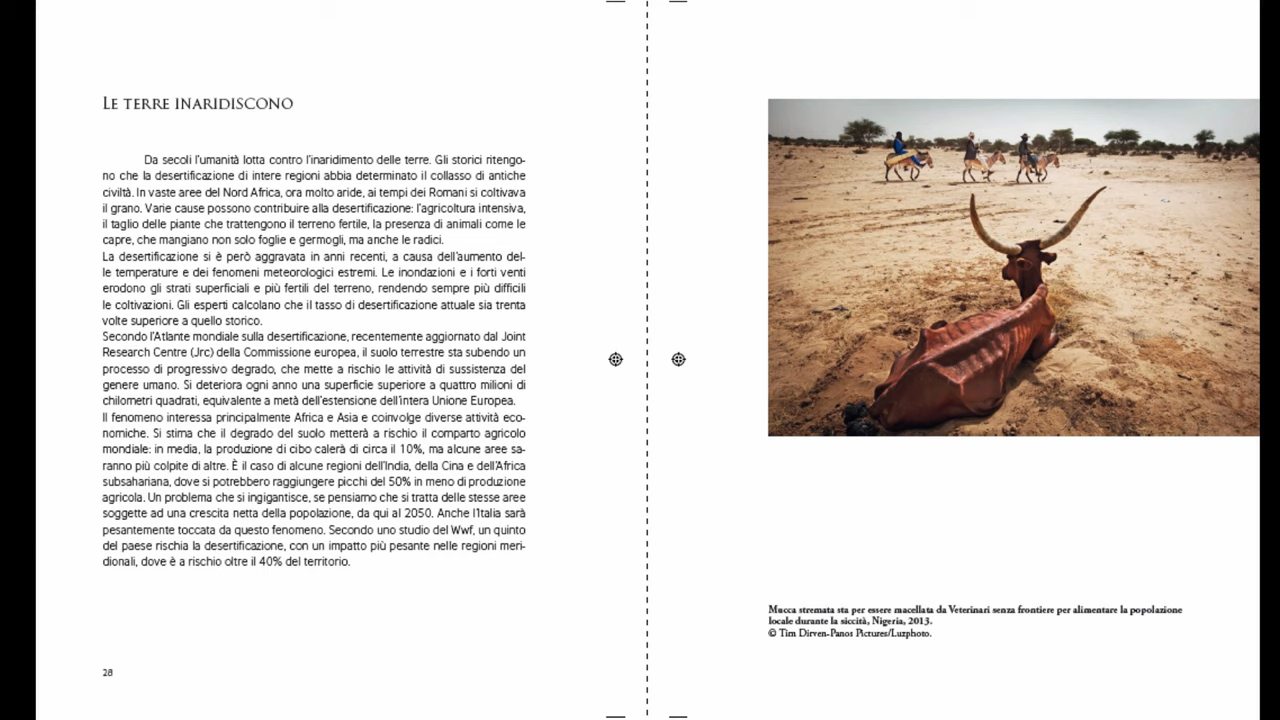 Le terre inaridiscono
Da secoli l'umanità lotta contro l'inaridimento delle terre. Gli storici ritengo-
no che la desertificazione di intere regioni abbia determinato il collasso di antiche
civiltà. In vaste aree del Nord Africa, ora molto aride, ai tempi dei Romani si coltivava
il grano. Varie cause possono contribuire alla desertificazione: l'agricoltura intensiva,
il taglio delle piante che trattengono il terreno fertile, la presenza di animali come le
capre, che mangiano non solo foglie e germogli, ma anche le radici.
La desertificazione si è però aggravata in anni recenti, a causa dell'aumento del-
le temperature e dei fenomeni meteorologici estremi. Le inondazioni e i forti venti
erodono gli strati superficiali e più fertili del terreno, rendendo sempre più difficili
le coltivazioni. Gli esperti calcolano che il tasso di desertificazione attuale sia trenta
volte superiore a quello storico.
Secondo l'Atlante mondiale sulla desertificazione, recentemente aggiornato dal Joint
Research Centre (Jrc) della Commissione europea, il suolo terrestre sta subendo un
processo di progressivo degrado, che mette a rischio le attività di sussistenza del
genere umano. Si deteriora ogni anno una superficie superiore a quattro milioni di
chilometri quadrati, equivalente a metà dell'estensione dell'intera Unione Europea.
Il fenomeno interessa principalmente Africa e Asia e coinvolge diverse attività eco-
nomiche. Si stima che il degrado del suolo metterà a rischio il comparto agricolo
mondiale: in media, la produzione di cibo calerà di circa il 10%, ma alcune aree sa-
ranno più colpite di altre. È il caso di alcune regioni dell'India, della Cina e dell'Africa
subsahariana, dove si potrebbero raggiungere picchi del 50% in meno di produzione
agricola. Un problema che si ingigantisce, se pensiamo che si tratta delle stesse aree
soggette ad una crescita netta della popolazione, da qui al 2050. Anche l'Italia sarà
pesantemente toccata da questo fenomeno. Secondo uno studio del Wwf, un quinto
del paese rischia la desertificazione, con un impatto più pesante nelle regioni meri-
dionali, dove è a rischio oltre il 40% del territorio.
28
Mucca stremata sta per essere macellata da Veterinari senza frontiere per alimentare la popolazione
locale durante la siccità, Nigeria, 2013.
© Tim Dirven-Panos Pictures/Luzphoto.